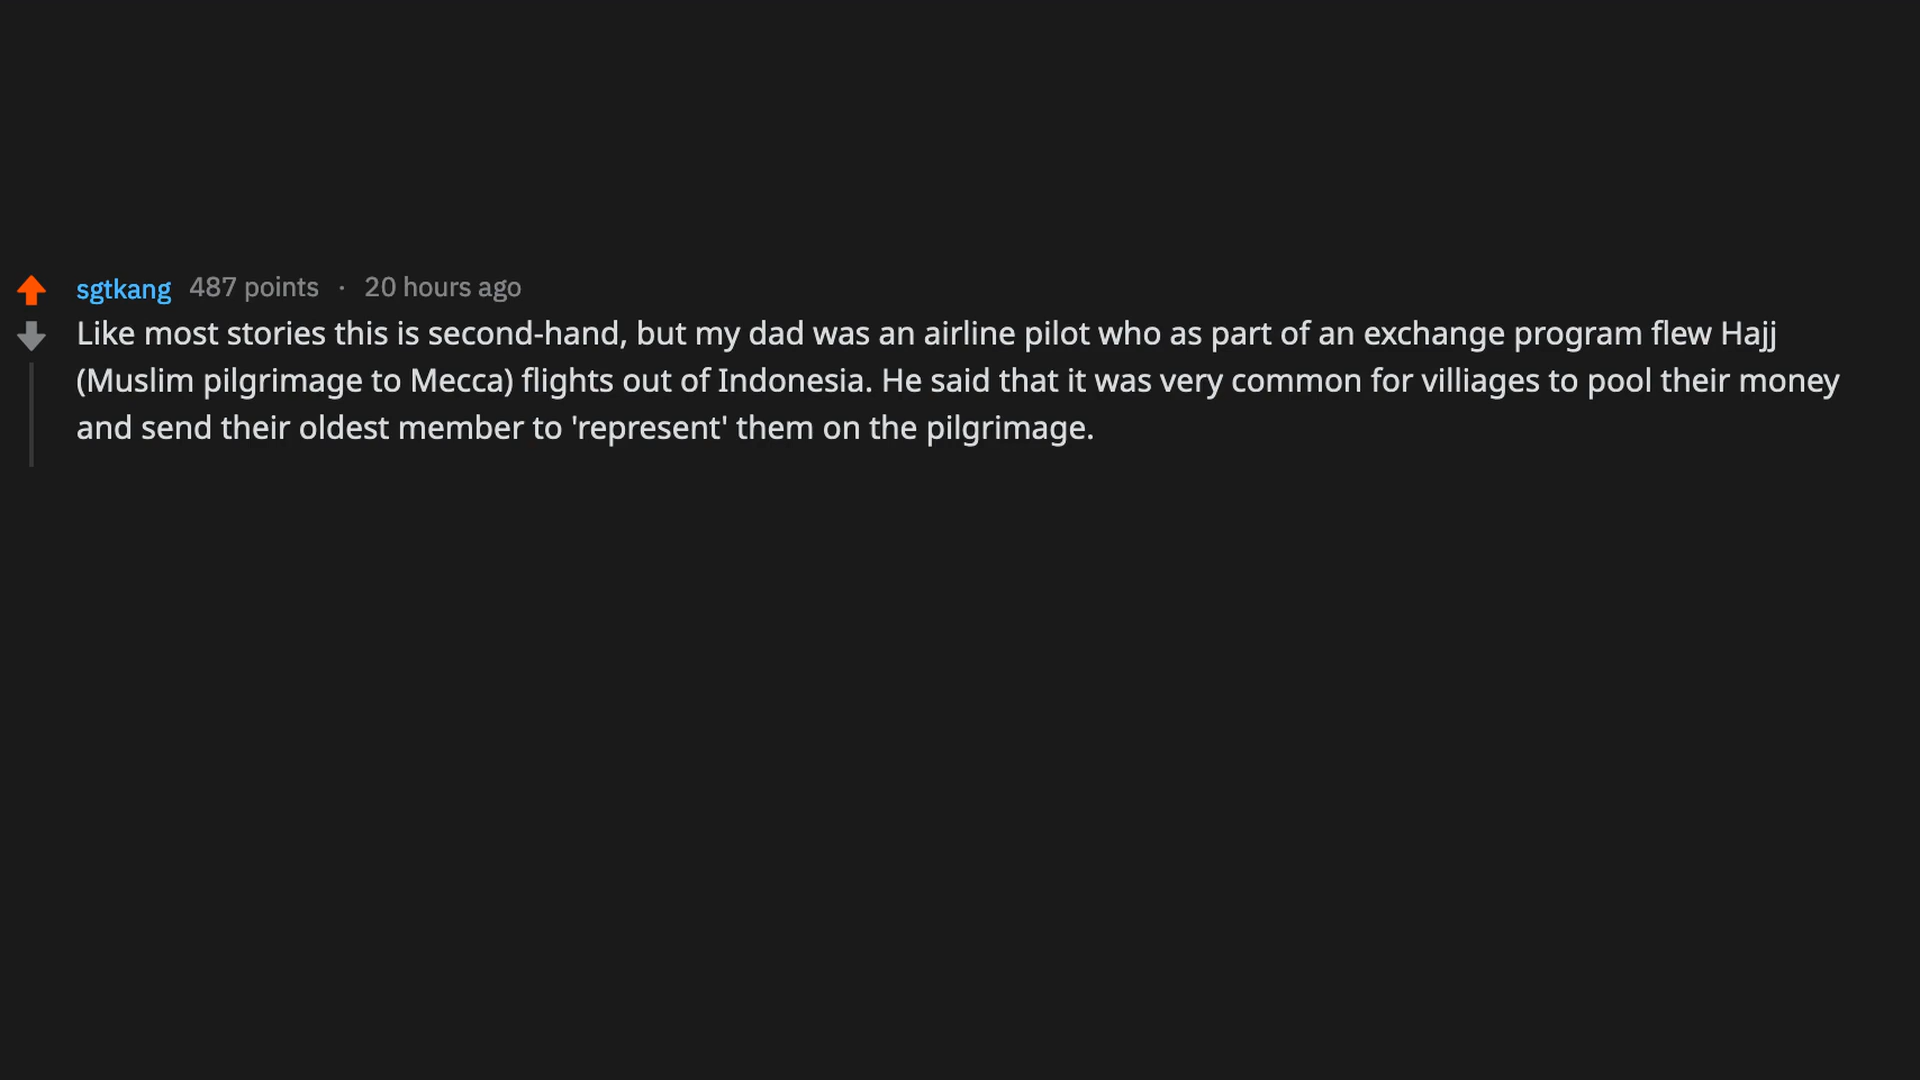 sgtkang 487 points · 20 hours ago
Like most stories this is second-hand, but my dad was an airline pilot who as part of an exchange program flew Hajj
(Muslim pilgrimage to Mecca) flights out of Indonesia. He said that it was very common for villiages to pool their money
and send their oldest member to 'represent' them on the pilgrimage.